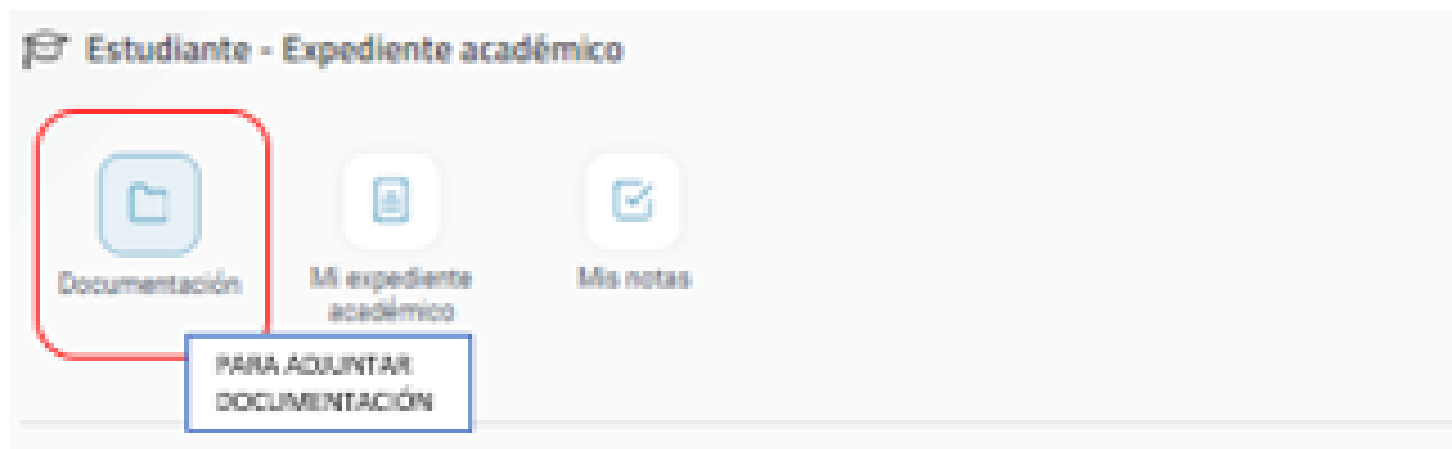 Estudiante - Expediente académico
Documentación
Mi expediente
académico
Mis notas
PARA ADJUNTAR
DOCUMENTACIÓN